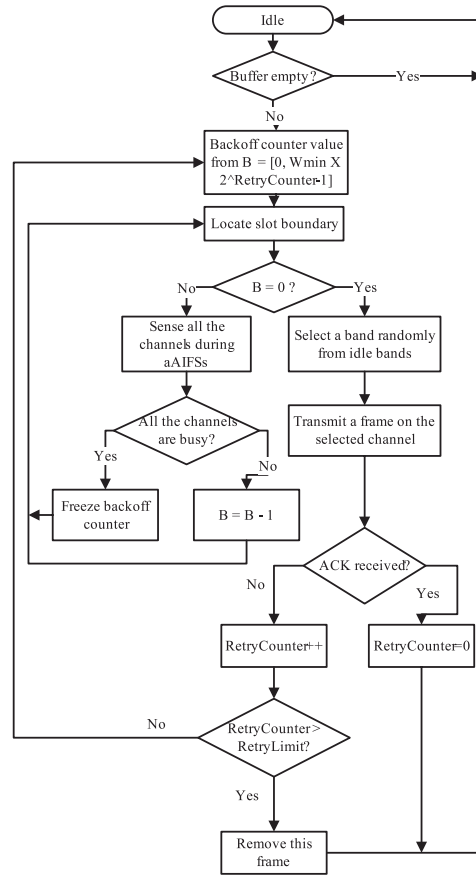 Idle
Buffer empty?
Yes
No
Backoff counter value
from B = [0, Wmin X
2^RetryCounter-1]
Locate slot boundary
B = 0 ?
No
Yes
Sense all the
channels during
aAIFSs
Select a band randomly
from idle bands
All the channels
are busy?
Transmit a frame on the
selected channel
Yes
No
Freeze backoff
counter
B = B - 1
ACK received?
No
Yes
RetryCounter++
RetryCounter=0
RetryCounter>
RetryLimit?
No
Yes
Remove this
frame